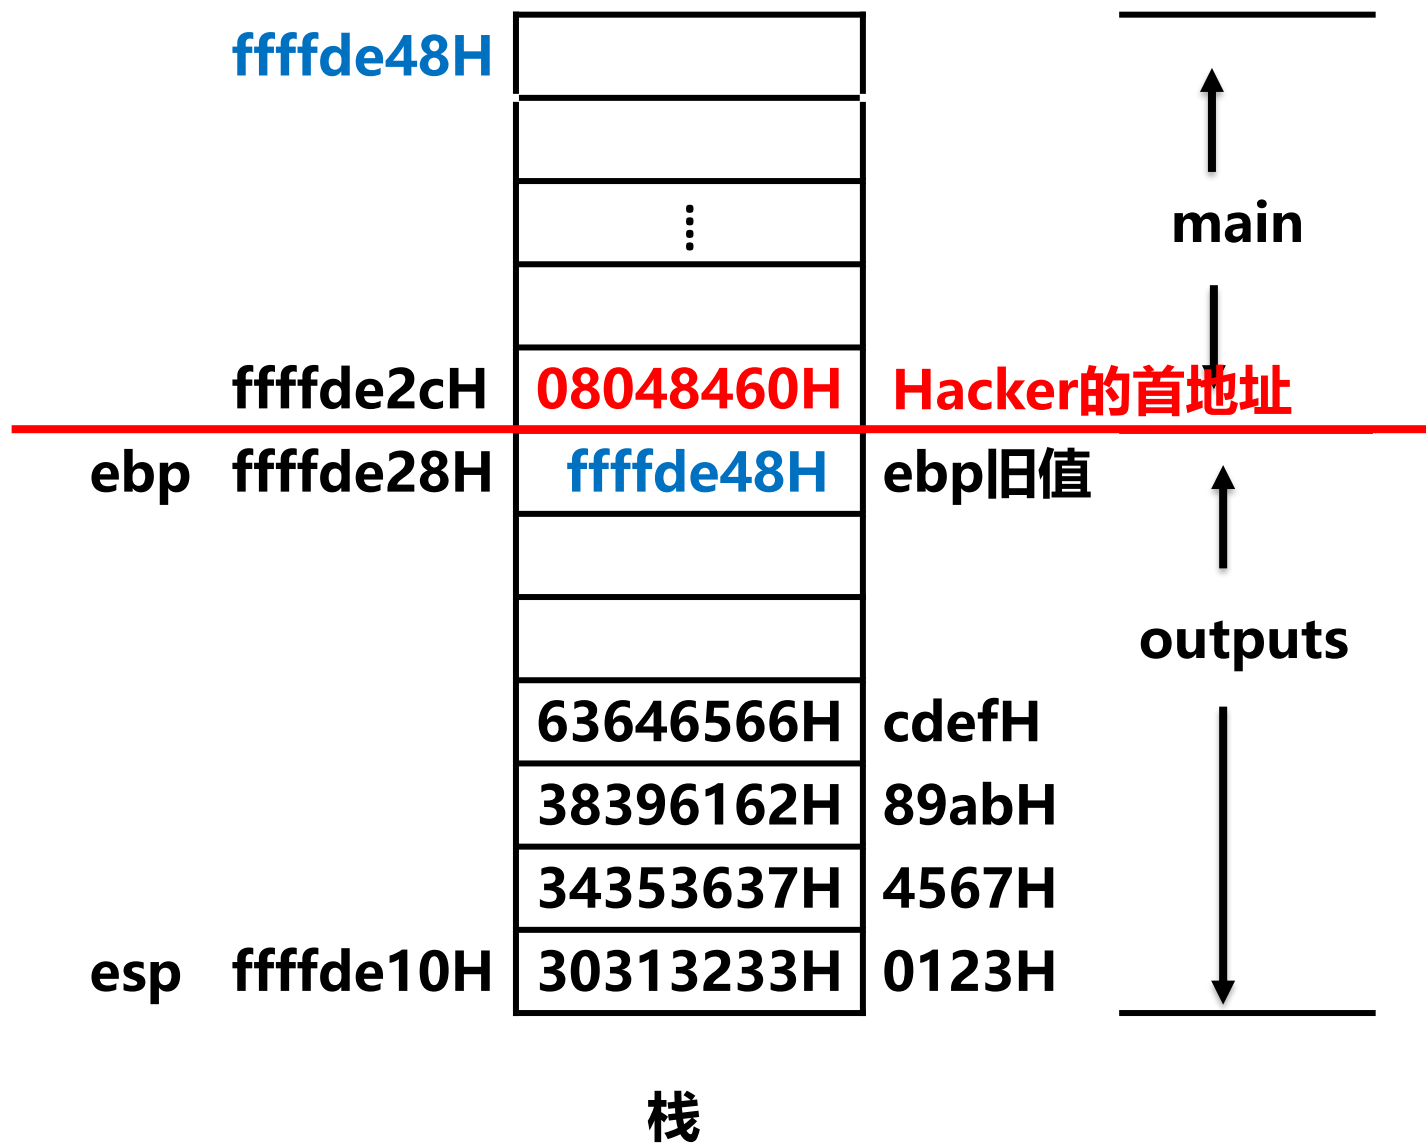 ffffde48H
main
ffffde2cH 08048460H Hacker的首地址
ebp ffffde28H ffffde48H ebp旧值
outputs
63646566H cdefH
38396162H 89abH
34353637H 4567H
esp ffffde10H 30313233H 0123H
栈